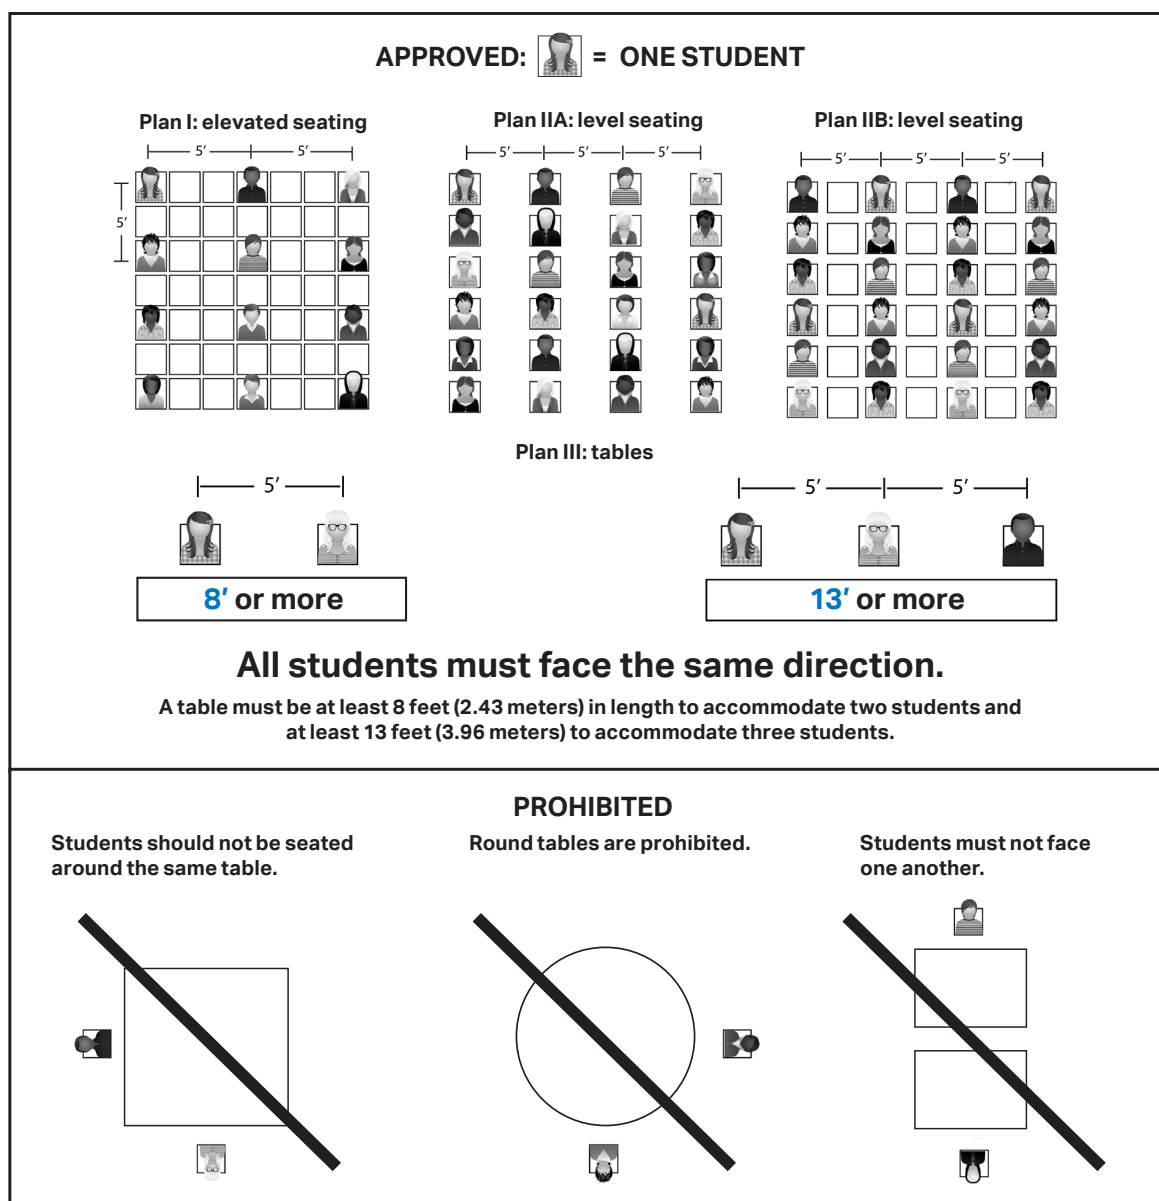 APPROVED: = ONE STUDENT
Plan I: elevated seating
5′ 5′
5′
Plan IIA: level seating
5′ 5′ 5′
Plan IIB: level seating
5′ 5′ 5′
Plan III: tables
5′
8′ or more
5′ 5′
13′ or more
All students must face the same direction.
A table must be at least 8 feet (2.43 meters) in length to accommodate two students and
at least 13 feet (3.96 meters) to accommodate three students.
PROHIBITED
Students should not be seated
around the same table.
Round tables are prohibited.
Students must not face
one another.